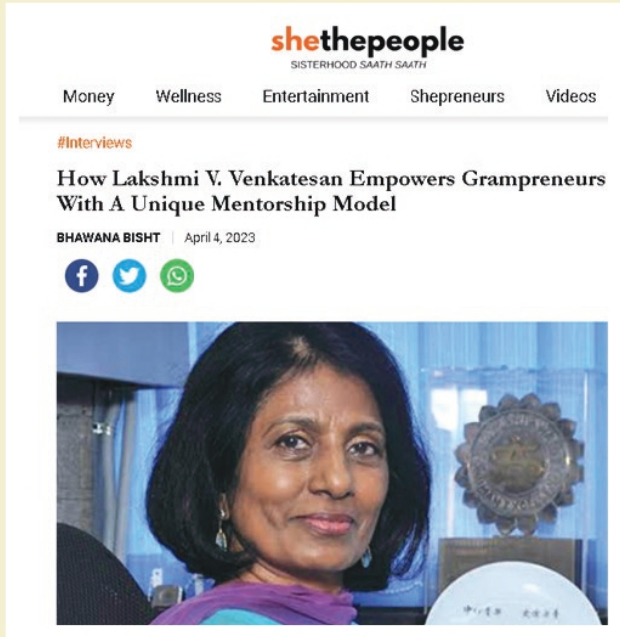 shethepeople
SISTERHOOD SAATH SAATH
Money Wellness Entertainment Shepreneurs Videos
#Interviews
How Lakshmi V. Venkatesan Empowers Grampreneurs
With A Unique Mentorship Model
BHAWANA BISHT | April 4, 2023